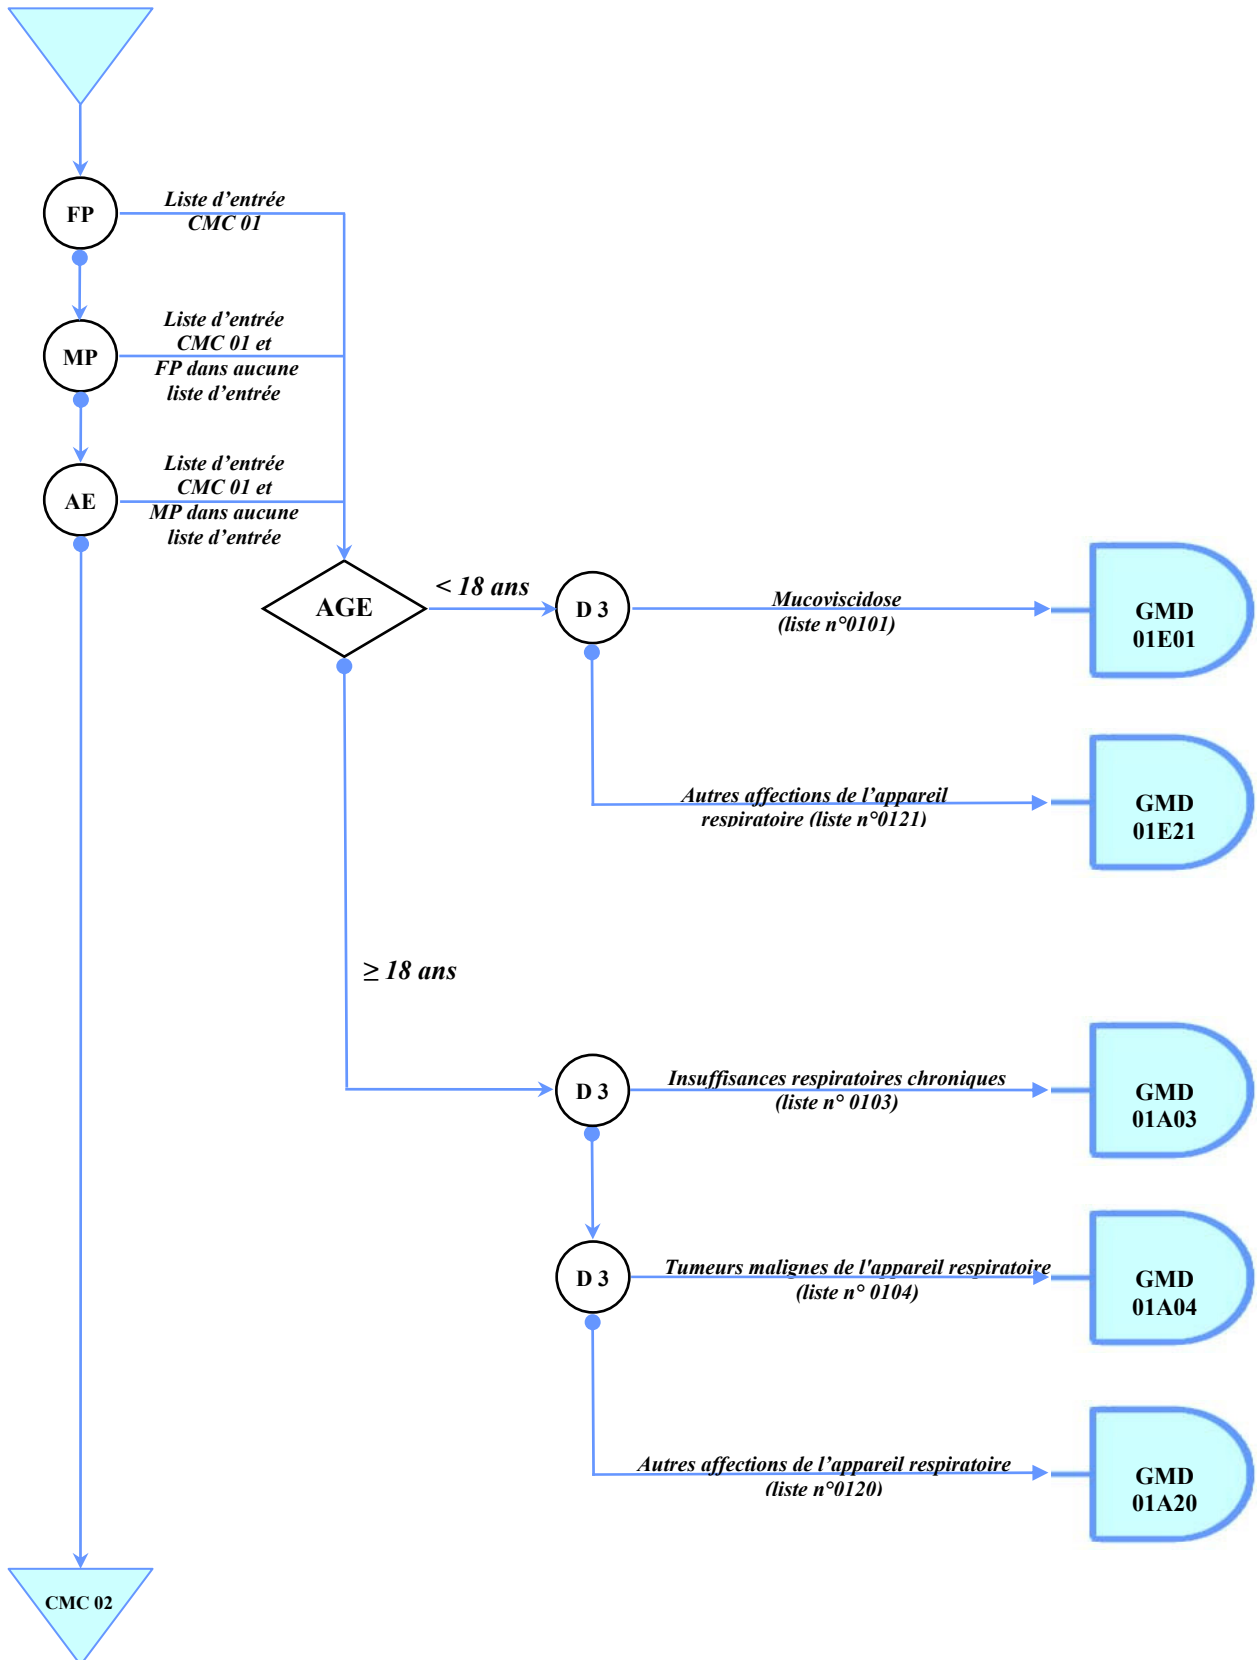 FP
Liste d’entrée
CMC 01
MP
Liste d’entrée
CMC 01 et
FP dans aucune
liste d’entrée
AE
Liste d’entrée
CMC 01 et
MP dans aucune
liste d’entrée
AGE
< 18 ans
D 3
Mucoviscidose
(liste n°0101)
GMD
01E01
Autres affections de l’appareil
respiratoire (liste n°0121)
GMD
01E21
≥ 18 ans
D 3
Insuffisances respiratoires chroniques
(liste n° 0103)
GMD
01A03
D 3
Tumeurs malignes de l'appareil respiratoire
(liste n° 0104)
GMD
01A04
Autres affections de l’appareil respiratoire
(liste n°0120)
GMD
01A20
CMC 02